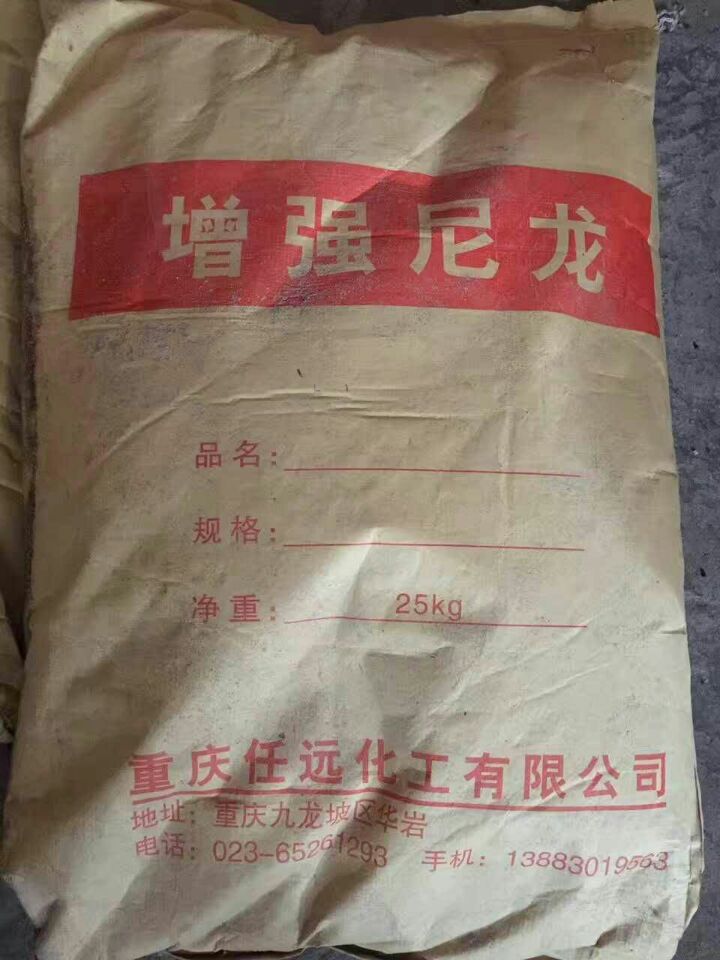 增强尼龙
品名:
规格:
净重: 25kg
重庆任远化工有限公司
地址: 重庆九龙坡区华岩
电话: 023-65261293 手机: 13883019563